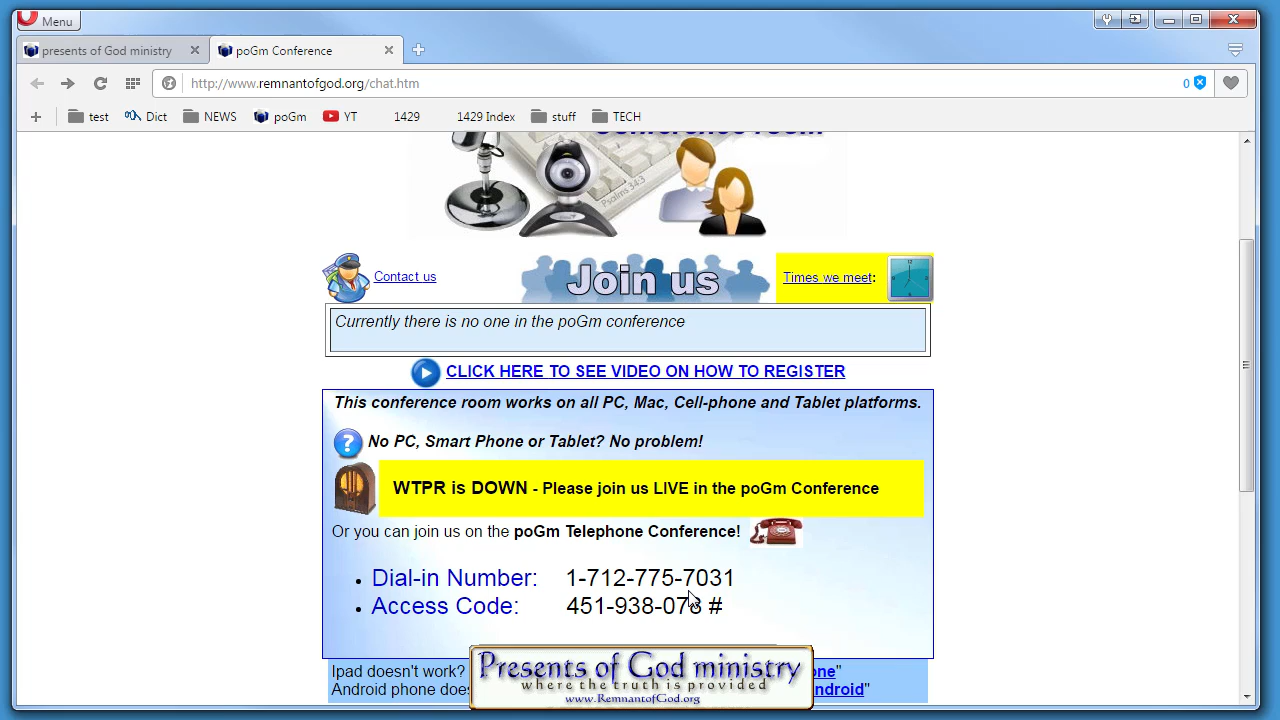 Menu
presents of God ministry
poGm Conference
http://www.remnantofgod.org/chat.htm
0
test
Dict
NEWS
poGm
YT
1429
1429 Index
stuff
TECH
Conference room
Psalms 34:3
Contact us
Join us
Times we meet:
Currently there is no one in the poGm conference
CLICK HERE TO SEE VIDEO ON HOW TO REGISTER
This conference room works on all PC, Mac, Cell-phone and Tablet platforms.
No PC, Smart Phone or Tablet? No problem!
WTPR is DOWN - Please join us LIVE in the poGm Conference
Or you can join us on the poGm Telephone Conference!
Dial-in Number: 1-712-775-7031
Access Code: 451-938-078 #
Ipad doesn't work?
Presents of God ministry
where the truth is provided
www.RemnantofGod.org